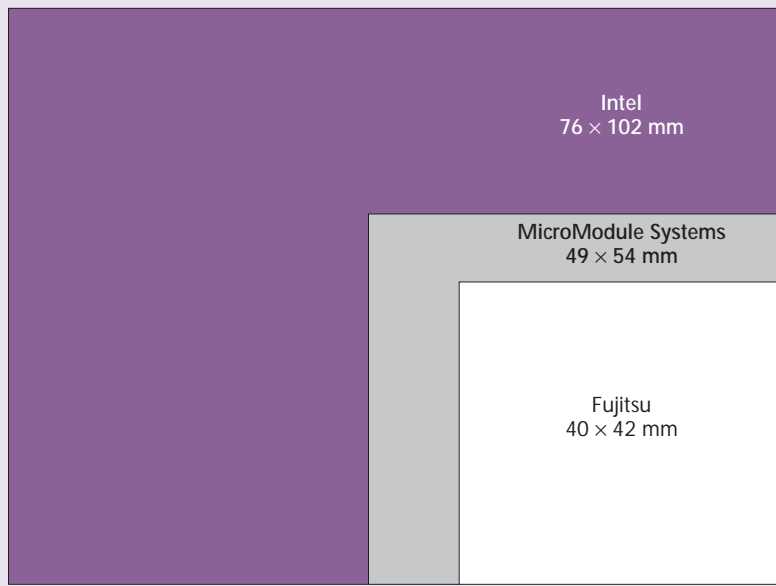 Intel
76 × 102 mm
MicroModule Systems
49 × 54 mm
Fujitsu
40 × 42 mm